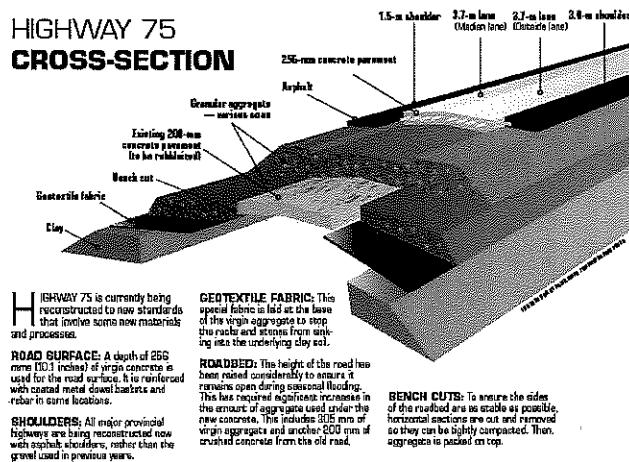 HIGHWAY 75
CROSS-SECTION
1.5-m shoulder
3.7-m lane
(Median lane)
3.7-m lane
(Outside lane)
3.0-m shoulder
256-mm concrete pavement
Asphalt
Granular aggregate
— various sizes
Existing 200-mm
concrete pavement
(to be rubblized)
Bench cut
Geotextile fabric
Clay
HIGHWAY 75 is currently being
reconstructed to new standards
that involve some new materials
and processes.
ROAD SURFACE: A depth of 256
mm (10.1 inches) of virgin concrete is
used for the road surface. It is reinforced
with coated metal dowel baskets and
rebar in some locations.
SHOULDERS: All major provincial
highways are being reconstructed now
with asphalt shoulders, rather than the
gravel used in previous years.
GEOTEXTILE FABRIC: This
special fabric is laid at the base
of the virgin aggregate to stop
the rocks and stones from sink-
ing into the underlying clay soil.
ROADBED: The height of the road has
been raised considerably to ensure it
remains open during seasonal flooding.
This has required significant increases in
the amount of aggregate used under the
new concrete. This includes 305 mm of
virgin aggregate and another 200 mm of
crushed concrete from the old road.
BENCH CUTS: To ensure the sides
of the roadbed are as stable as possible,
horizontal sections are cut and removed
so they can be tightly compacted. Then,
aggregate is packed on top.